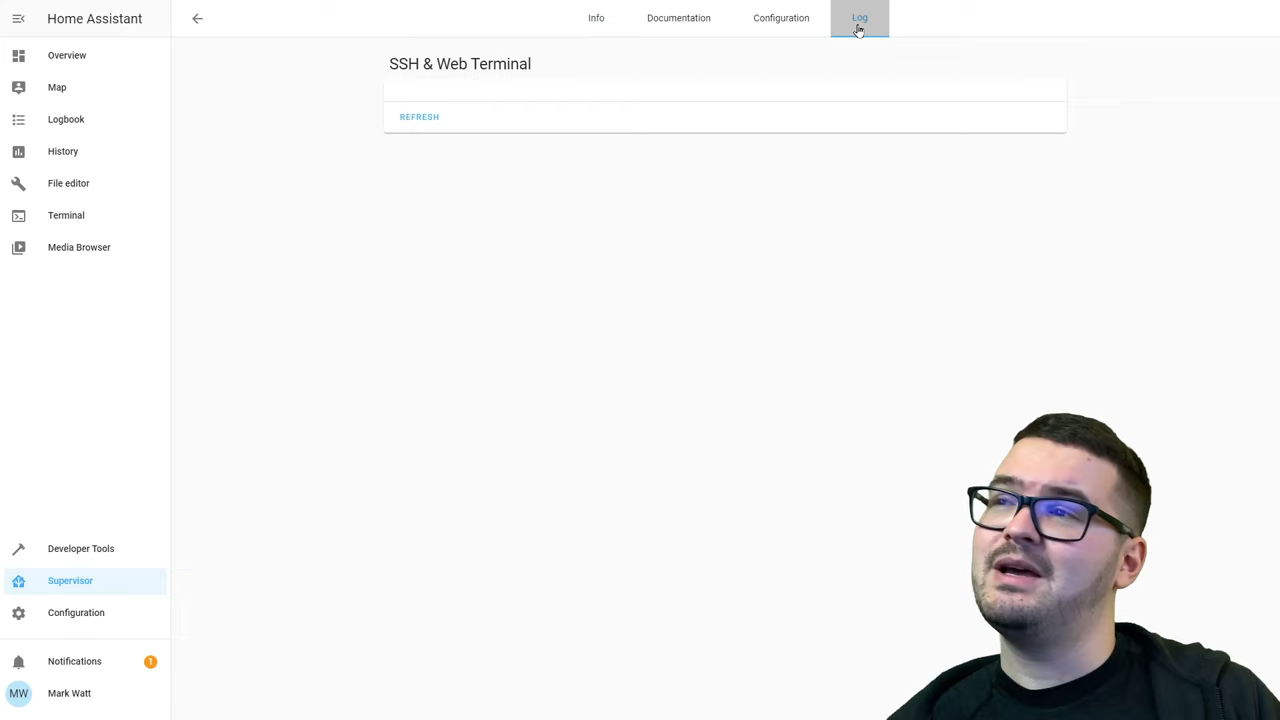 Home Assistant
Info
Documentation
Configuration
Log
Overview
Map
Logbook
History
File editor
Terminal
Media Browser
SSH & Web Terminal
REFRESH
Developer Tools
Supervisor
Configuration
Notifications
1
MW
Mark Watt